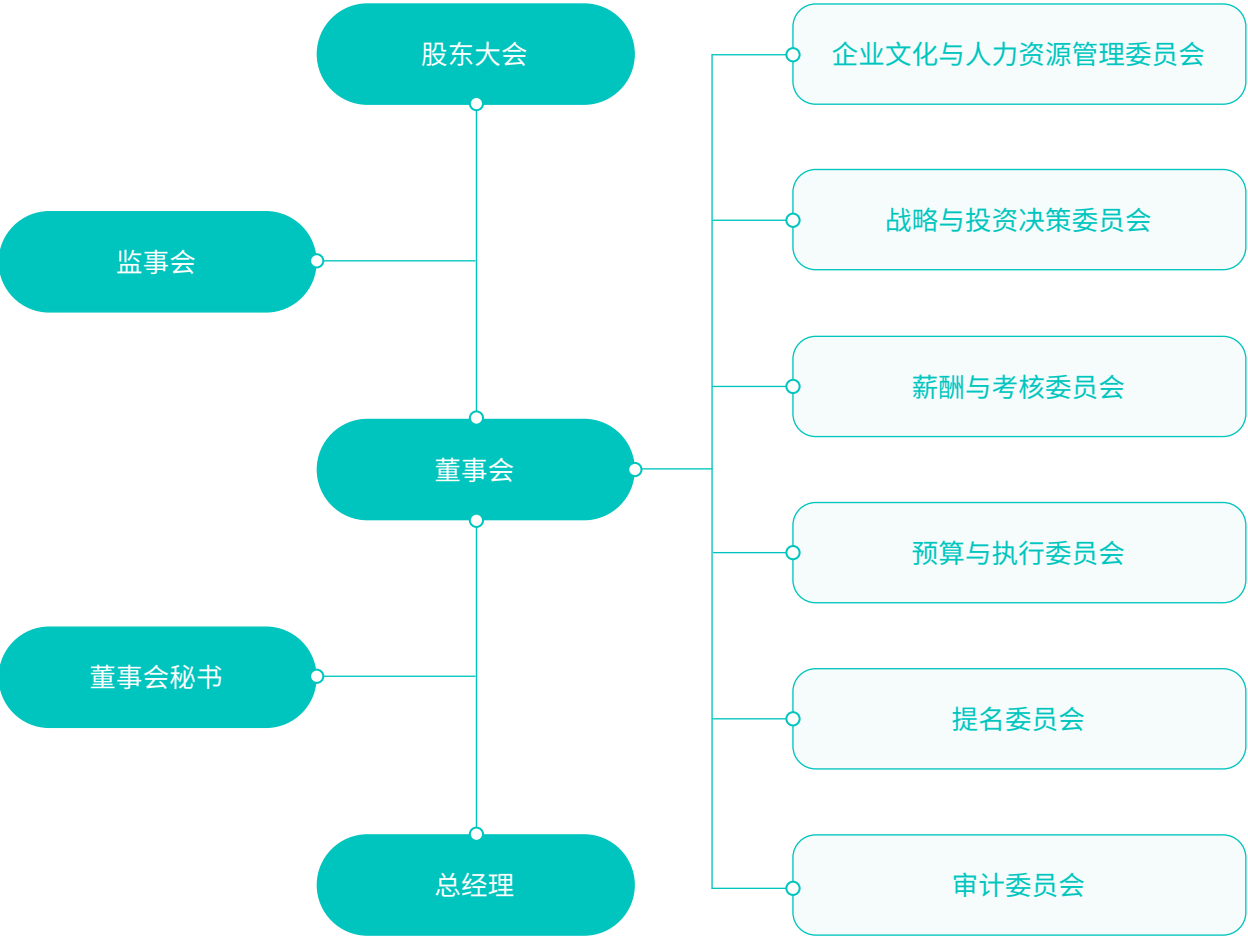 股东大会
监事会
董事会
董事会秘书
总经理
企业文化与人力资源管理委员会
战略与投资决策委员会
薪酬与考核委员会
预算与执行委员会
提名委员会
审计委员会